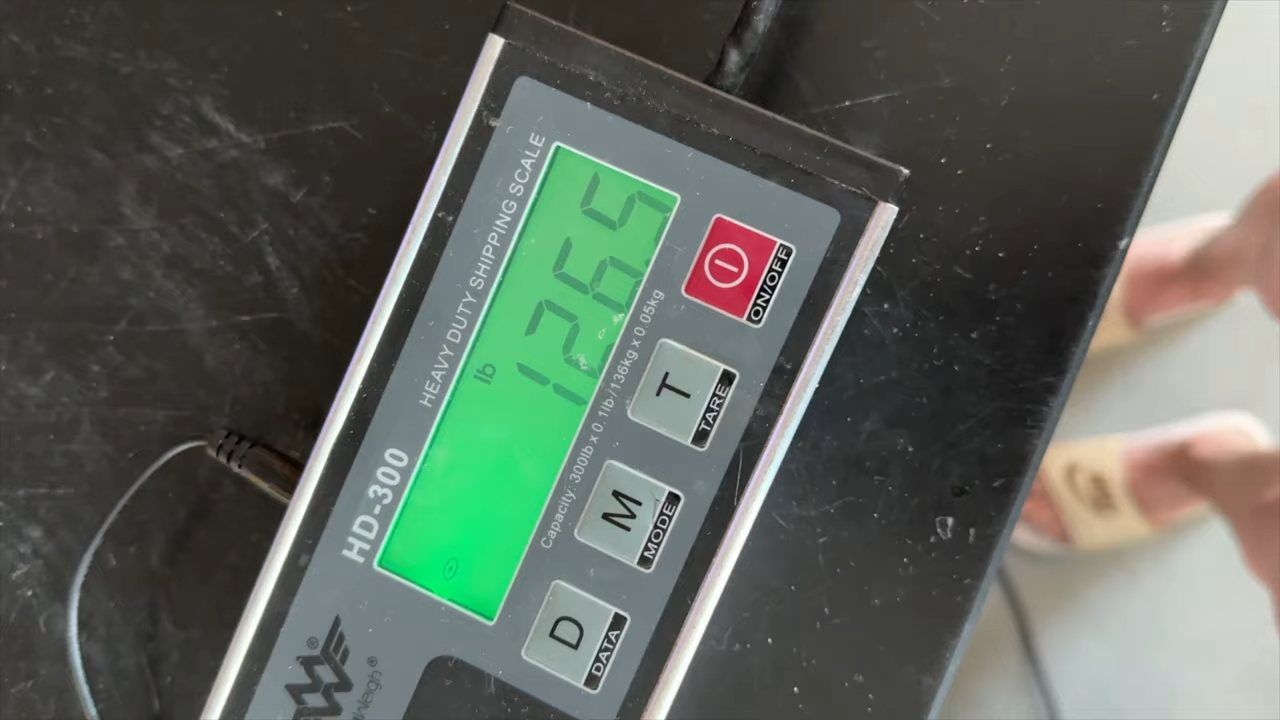 HD-300
HEAVY DUTY SHIPPING SCALE
lb
126.5
Capacity: 300lb x 0.1lb /136kg x 0.05kg
D
DATA
M
MODE
T
TARE
ON/OFF
Weigh®